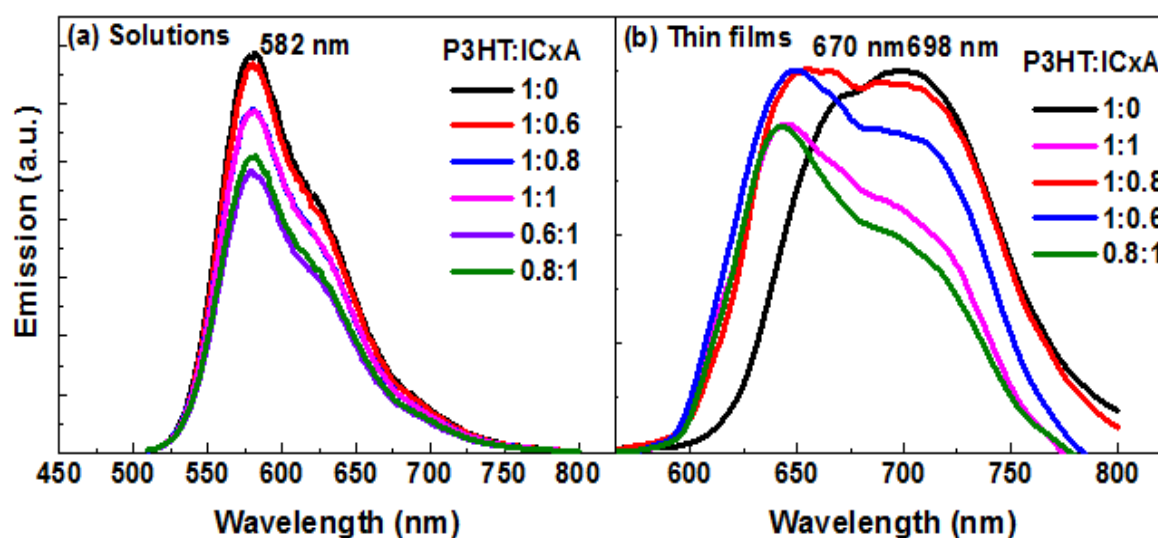 (a) Solutions
582 nm
P3HT:ICxA
1:0
1:0.6
1:0.8
1:1
0.6:1
0.8:1
Emission (a.u.)
450 500 550 600 650 700 750 800
Wavelength (nm)
(b) Thin films
670 nm 698 nm
P3HT:ICxA
1:0
1:1
1:0.8
1:0.6
0.8:1
600 650 700 750 800
Wavelength (nm)